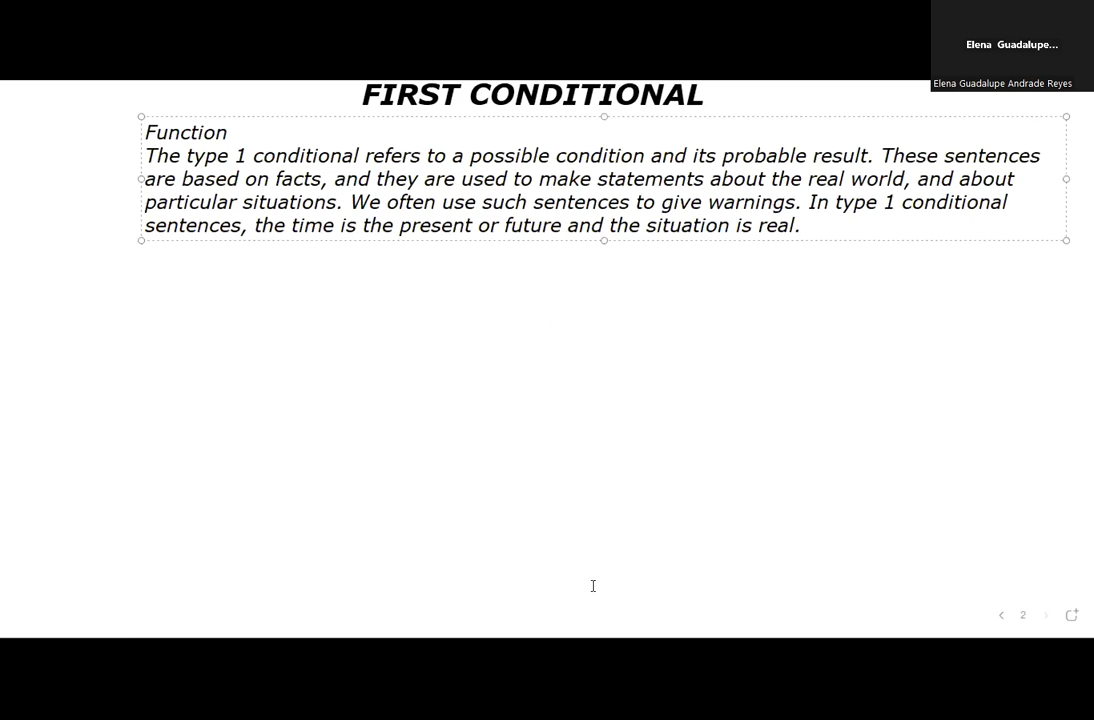 Elena Guadalupe...
Elena Guadalupe Andrade Reyes
FIRST CONDITIONAL
Function
The type 1 conditional refers to a possible condition and its probable result. These sentences
are based on facts, and they are used to make statements about the real world, and about
particular situations. We often use such sentences to give warnings. In type 1 conditional
sentences, the time is the present or future and the situation is real.
2